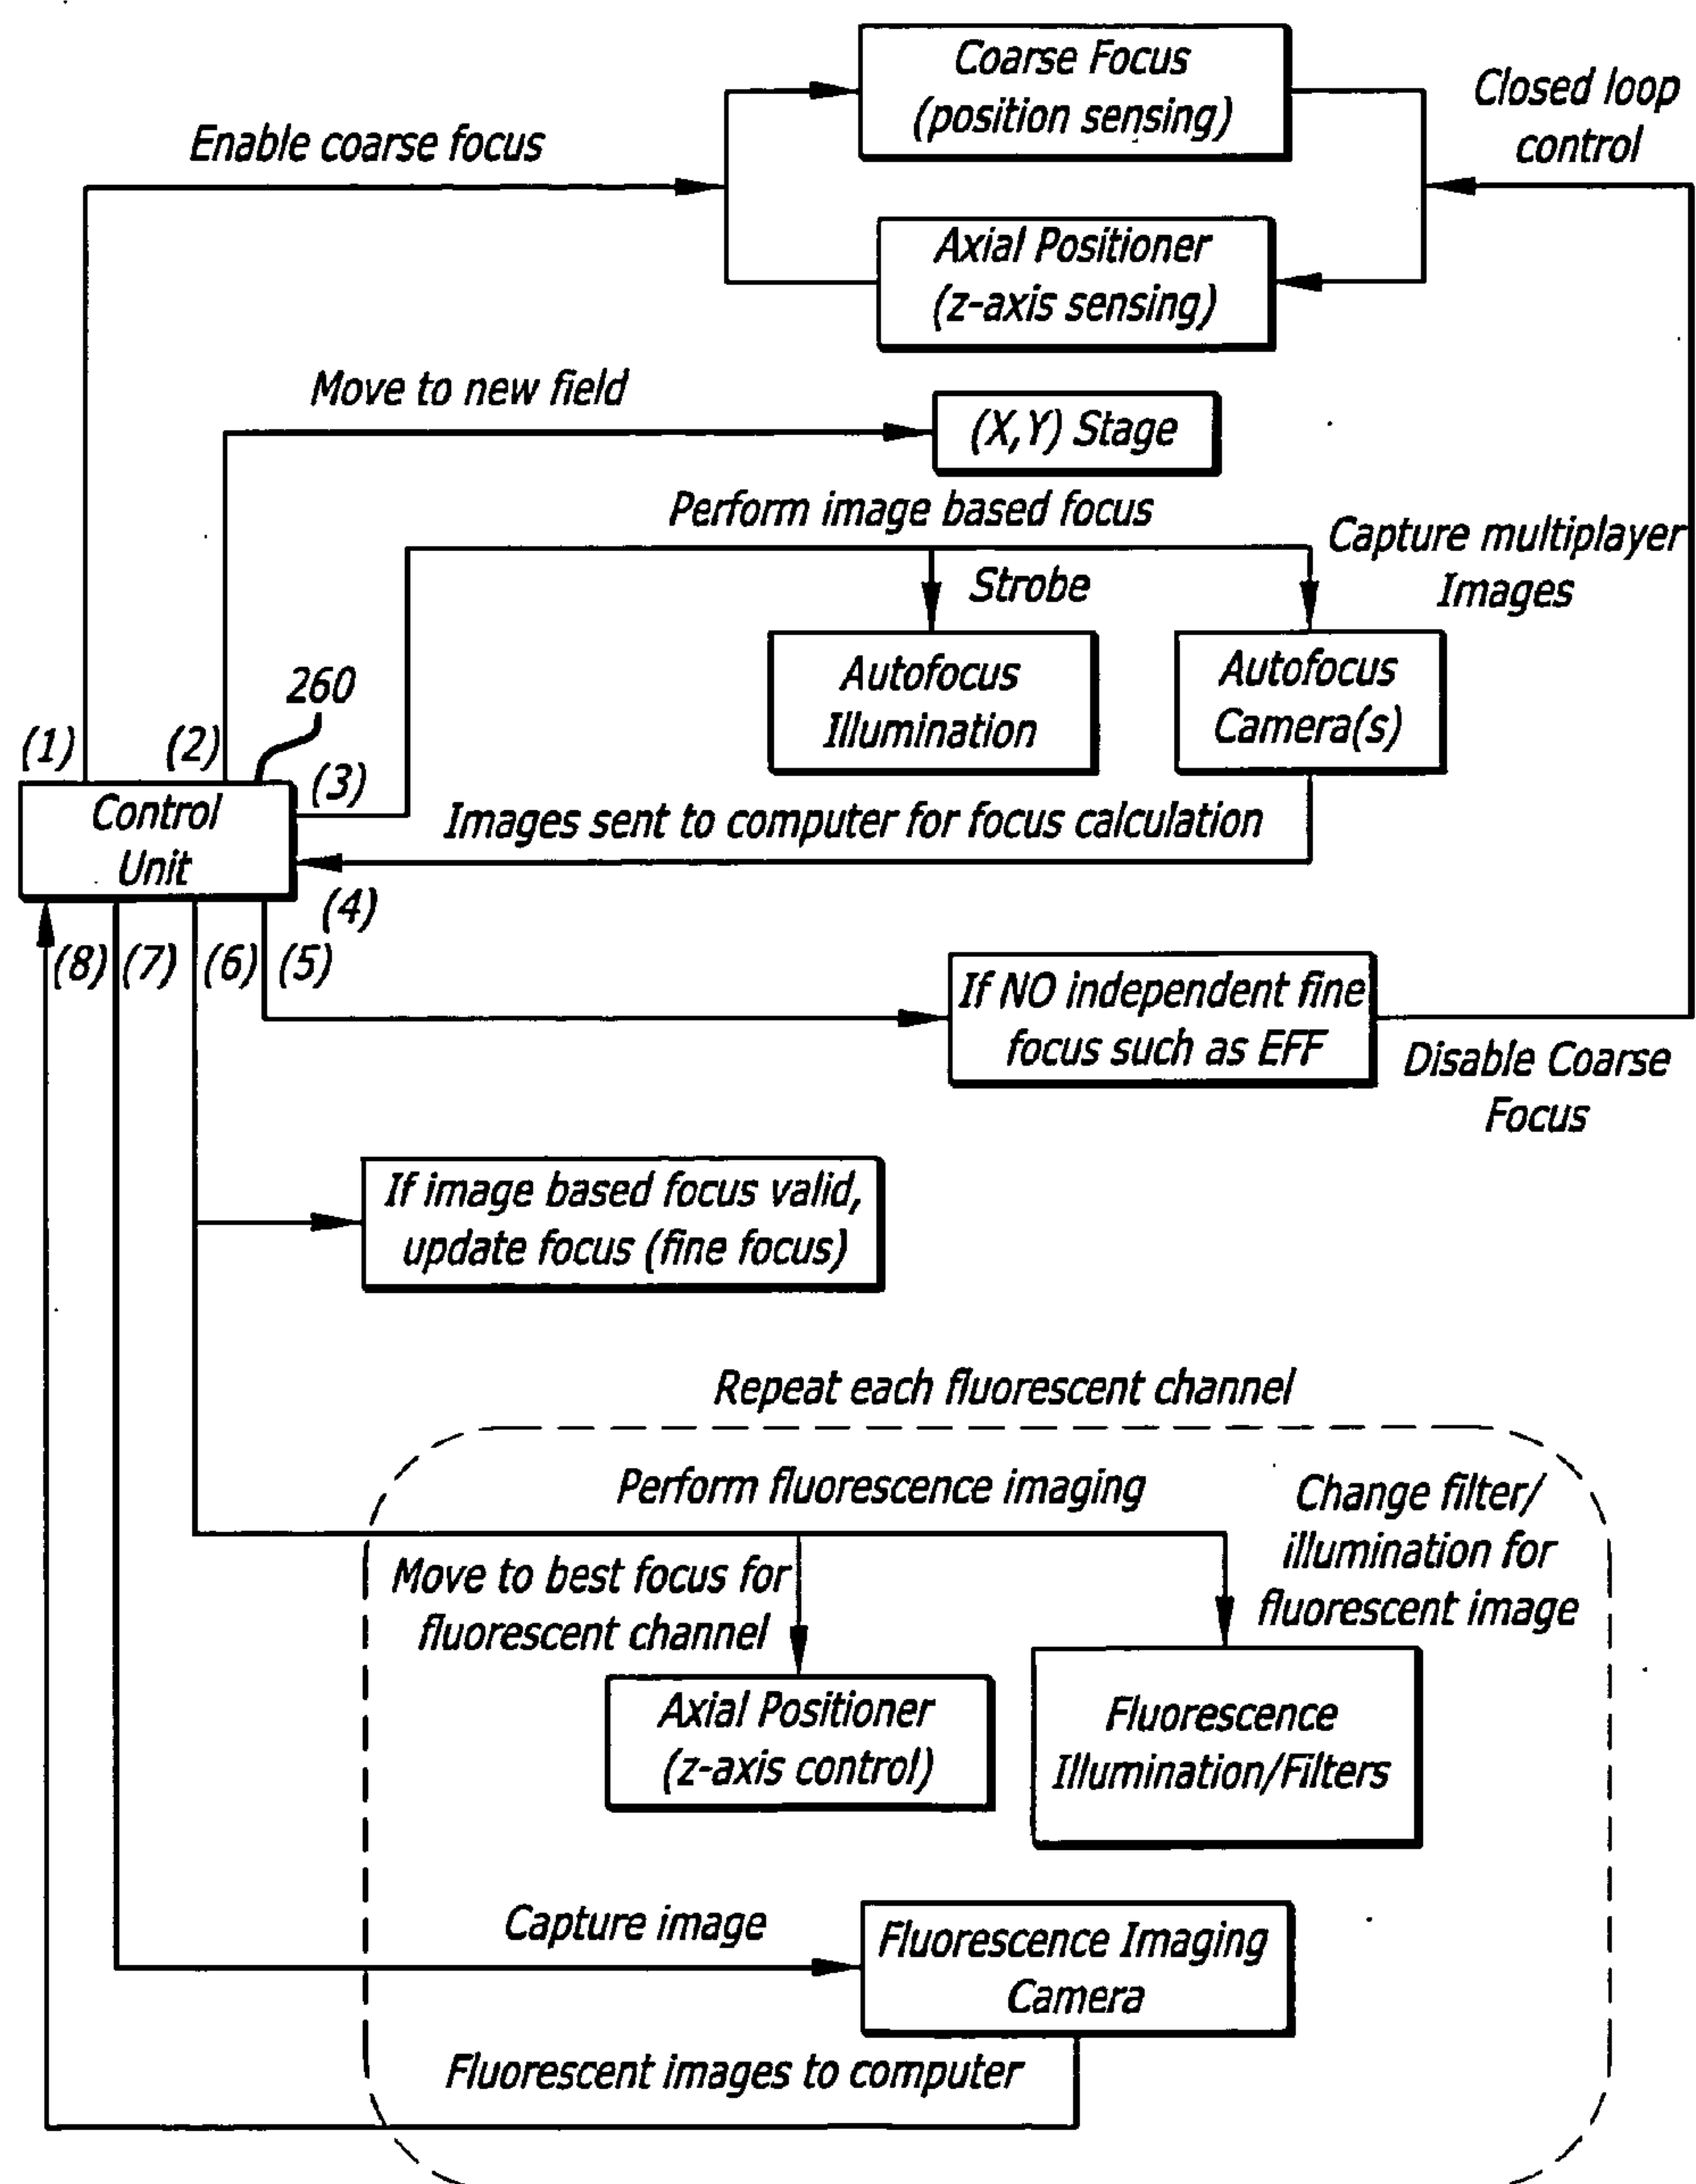 Coarse Focus
(position sensing)
Closed loop
control
Enable coarse focus
Axial Positioner
(z-axis sensing)
Move to new field
(X,Y) Stage
Perform image based focus
Capture multiplayer
Images
Strobe
Autofocus
Illumination
Autofocus
Camera(s)
260
(1)
(2)
(3)
Control
Unit
Images sent to computer for focus calculation
(4)
(8)
(7)
(6)
(5)
If NO independent fine
focus such as EFF
Disable Coarse
Focus
If image based focus valid,
update focus (fine focus)
Repeat each fluorescent channel
Perform fluorescence imaging
Change filter/
illumination for
fluorescent image
Move to best focus for
fluorescent channel
Axial Positioner
(z-axis control)
Fluorescence
Illumination/Filters
Capture image
Fluorescence Imaging
Camera
Fluorescent images to computer